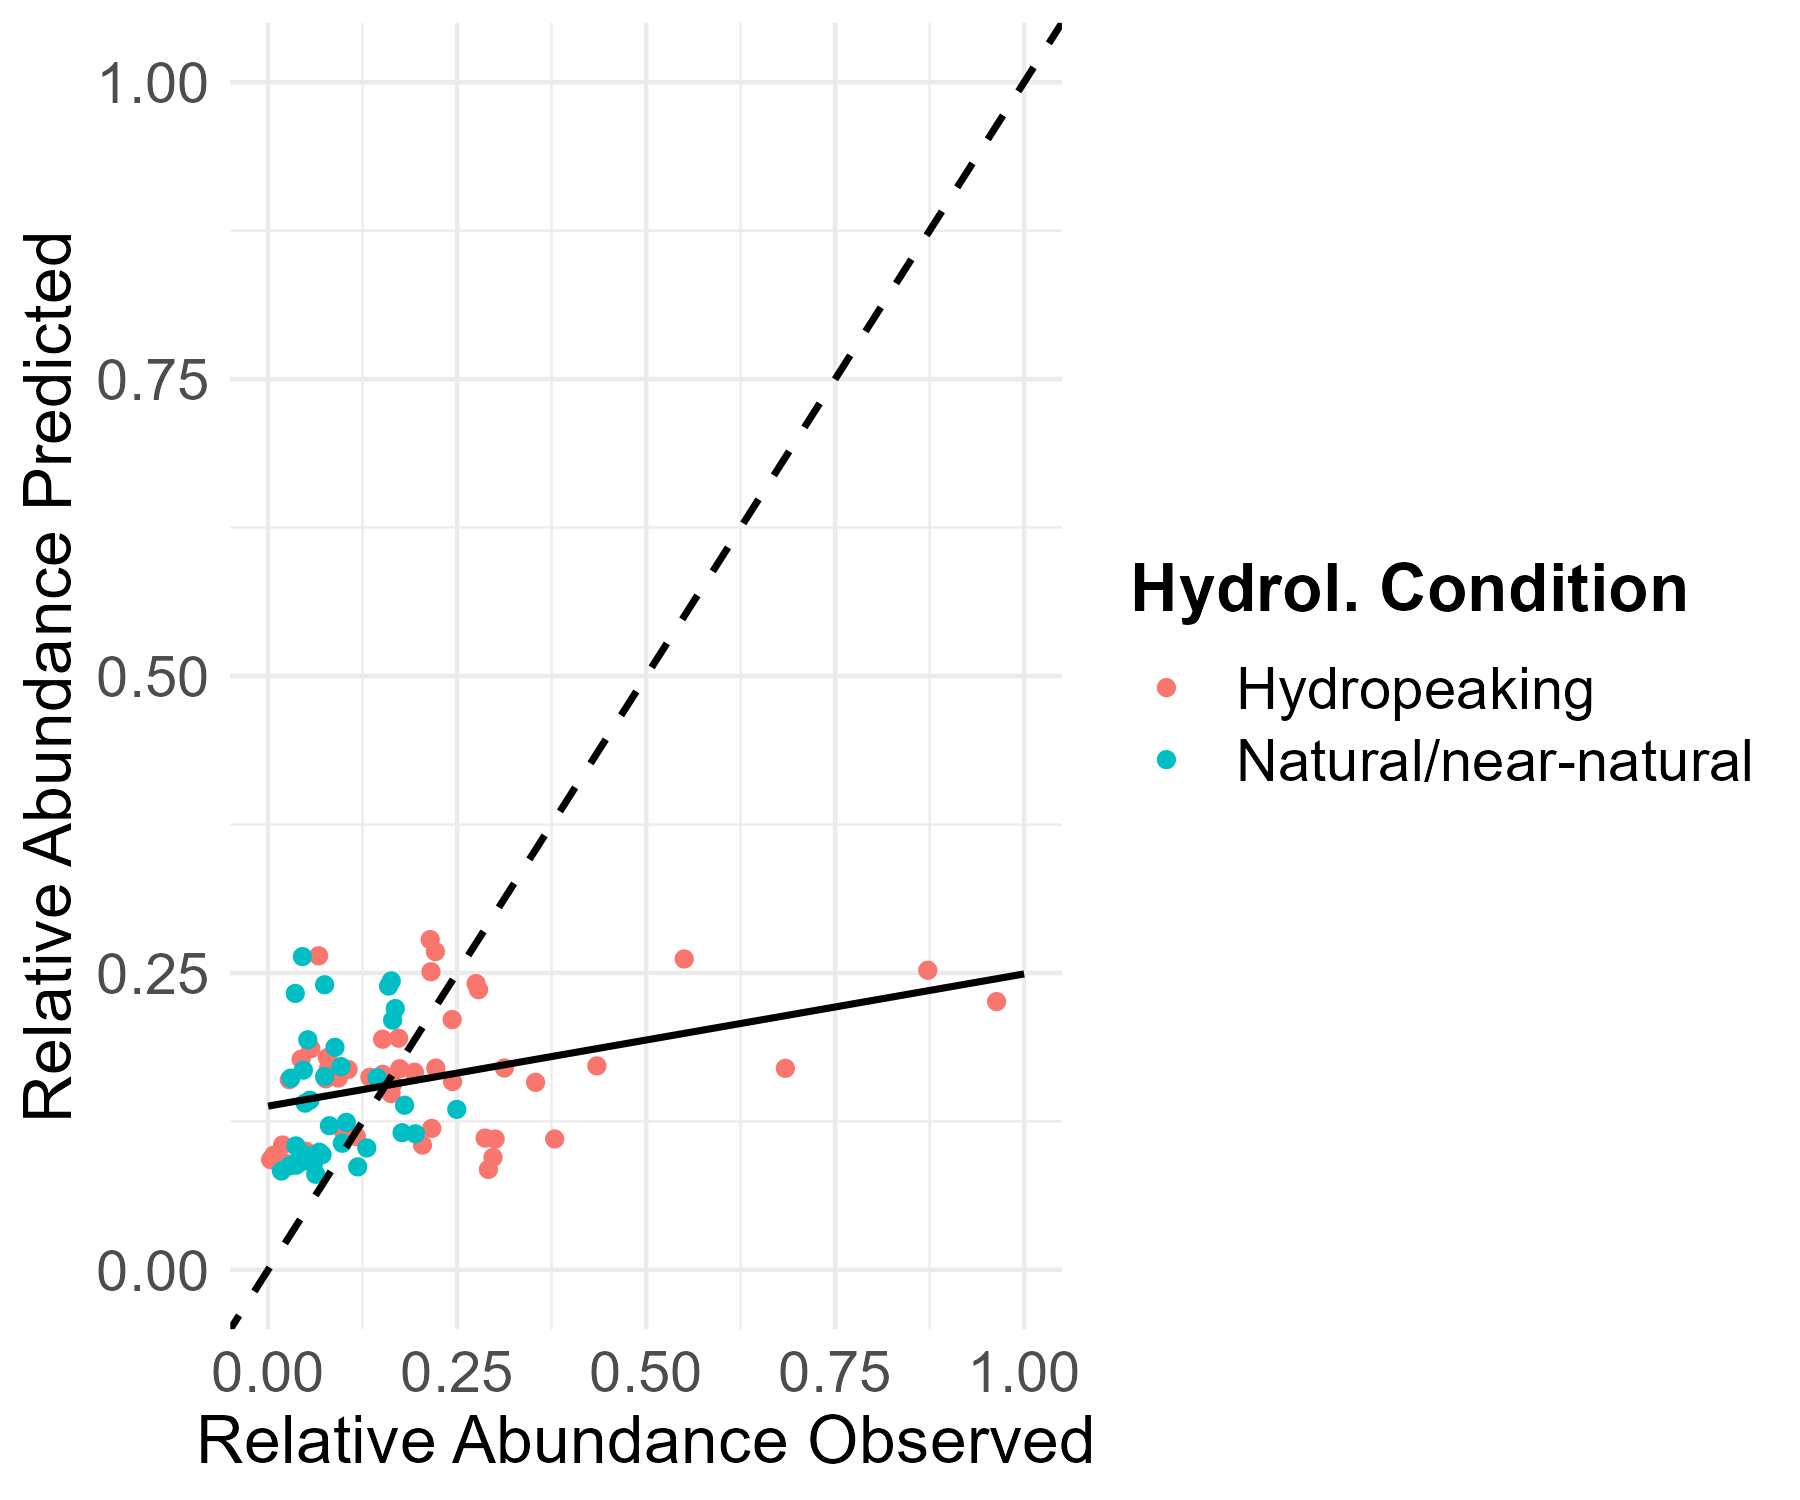 1.00
0.75
0.50
0.25
0.00
Relative Abundance Predicted
0.00 0.25 0.50 0.75 1.00
Relative Abundance Observed
Hydrol. Condition
Hydropeaking
Natural/near-natural